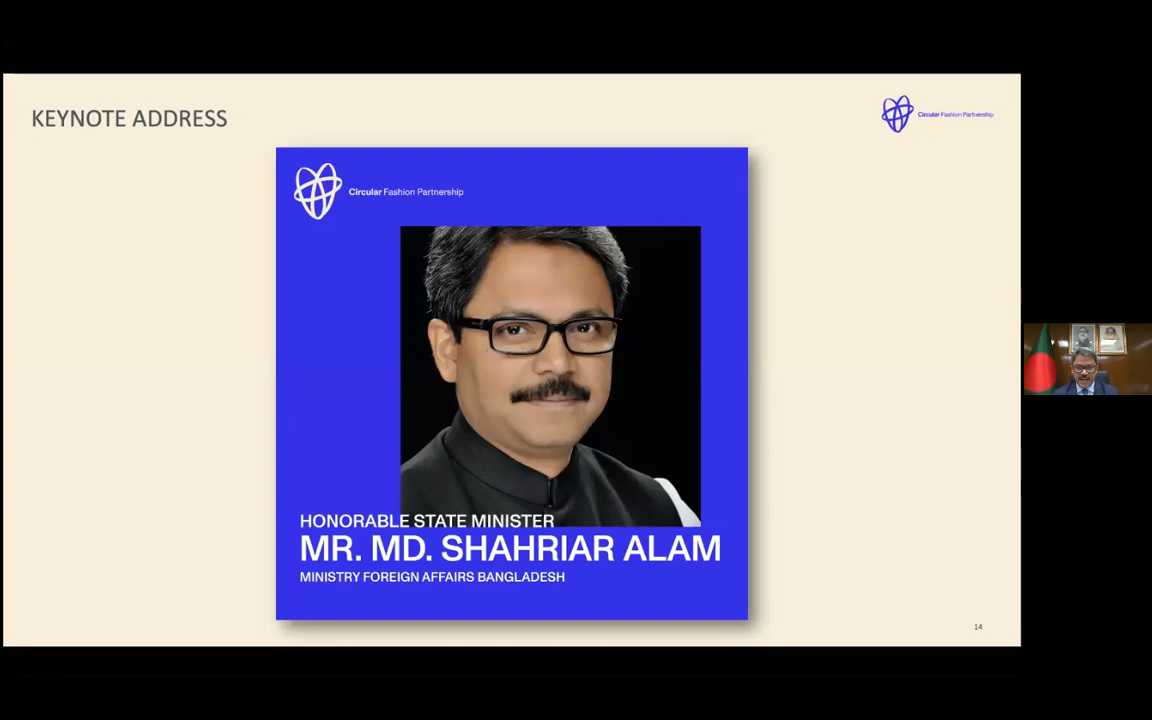 KEYNOTE ADDRESS
Circular Fashion Partnership
Circular Fashion Partnership
HONORABLE STATE MINISTER
MR. MD. SHAHRIAR ALAM
MINISTRY FOREIGN AFFAIRS BANGLADESH
14